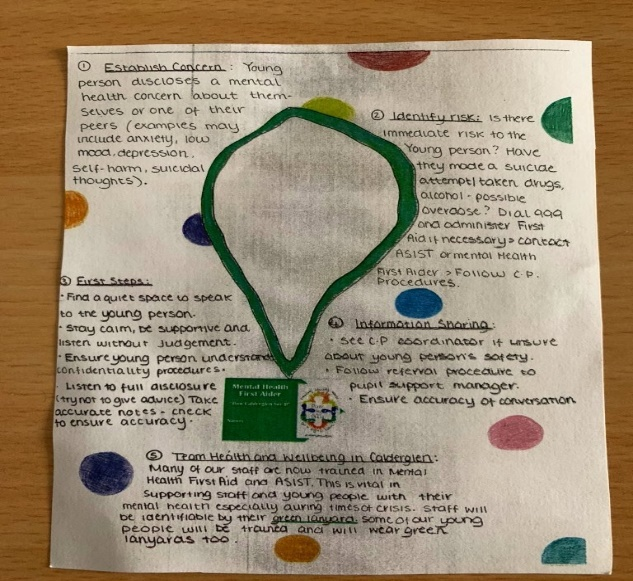 ① Establish Concern: Young
person discloses a mental
health concern about them-
selves or one of their
peers (examples may
include anxiety, low
mood, depression,
self-harm, suicidal
thoughts).
② Identify risk: Is there
immediate risk to the
Young person? Have
they made a suicide
attempt/taken drugs,
alcohol - possible
overdose? Dial 999
and administer First
Aid if necessary > contact
ASIST or mental Health
First Aider > Follow C.P.
Procedures.
③ First Steps:
· Find a quiet space to speak
to the young person.
· Stay calm, be supportive and
listen without judgement.
· Ensure young person understands
confidentiality procedures.
· Listen to full disclosure
(try not to give advice) Take
accurate notes - check
to ensure accuracy.
④ Information Sharing:
· See C.P coordinator if unsure
about young person's safety.
· Follow referral procedure to
pupil support manager.
· Ensure accuracy of conversation
Mental Health
First Aider
⑤ Team Health and Wellbeing in Calderglen:
Many of our staff are now trained in Mental
Health First Aid and ASIST. This is vital in
supporting staff and young people with their
mental health especially during times of crisis. Staff will
be identifiable by their green lanyard. Some of our young
people will be trained and will wear green
lanyards too.